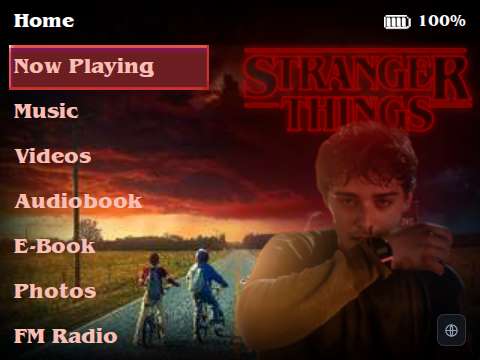 Home
100%
Now Playing
STRANGER
THINGS
Music
Videos
Audiobook
E-Book
Photos
FM Radio